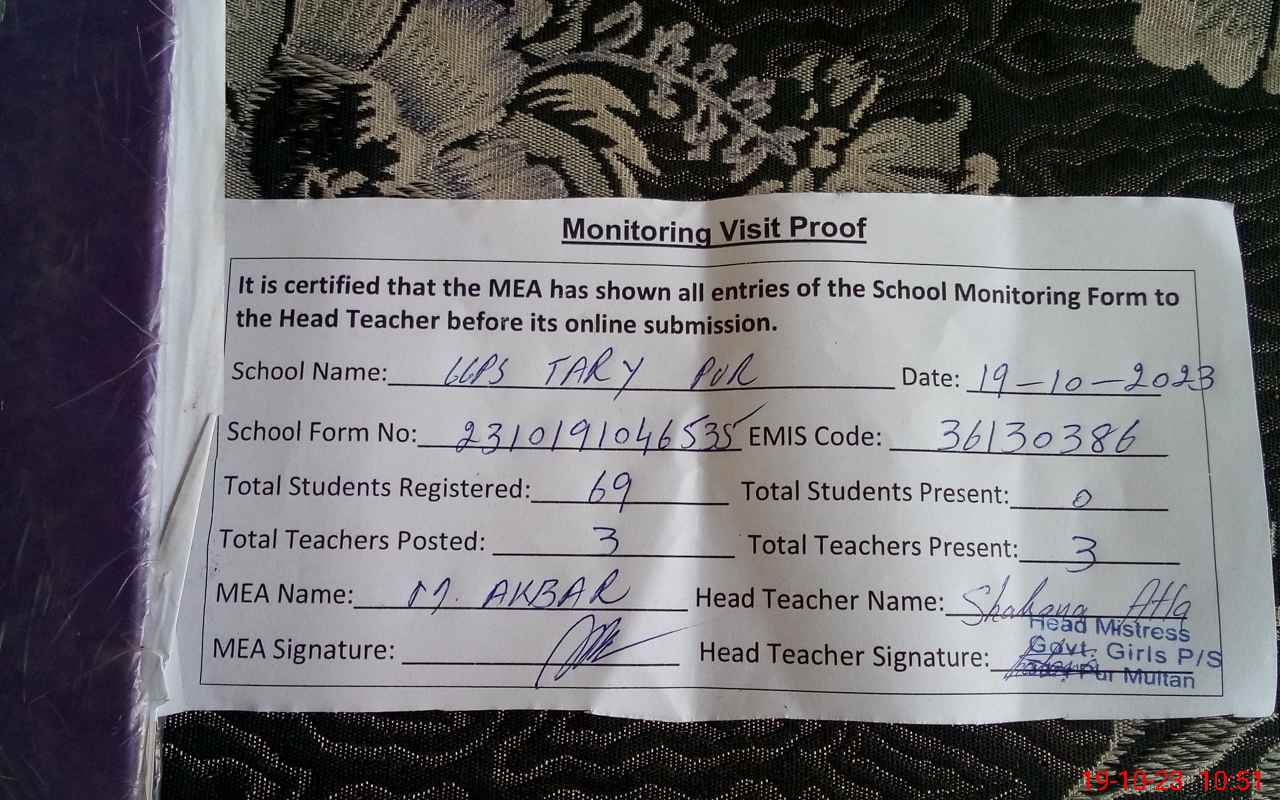 Monitoring Visit Proof
It is certified that the MEA has shown all entries of the School Monitoring Form to
the Head Teacher before its online submission.
School Name: GGPS TARY PUR Date: 19-10-2023
School Form No: 2310191046535 EMIS Code: 36130386
Total Students Registered: 69 Total Students Present: 0
Total Teachers Posted: 3 Total Teachers Present: 3
MEA Name: M. AKBAR Head Teacher Name: Shahana Atta
Head Mistress
MEA Signature: Head Teacher Signature: Govt. Girls P/S
Pur Multan
19-10-23 10:51